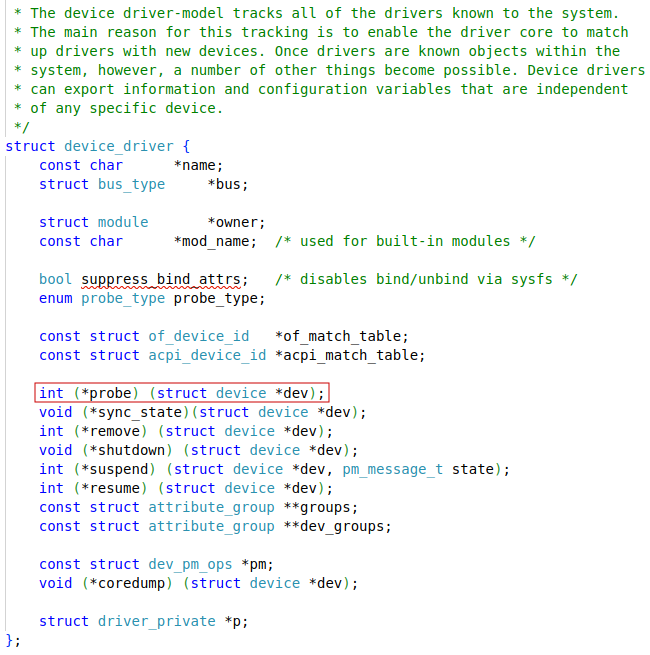 * The device driver-model tracks all of the drivers known to the system.
* The main reason for this tracking is to enable the driver core to match
* up drivers with new devices. Once drivers are known objects within the
* system, however, a number of other things become possible. Device drivers
* can export information and configuration variables that are independent
* of any specific device.
*/
struct device_driver {
const char *name;
struct bus_type *bus;
struct module *owner;
const char *mod_name; /* used for built-in modules */
bool suppress_bind_attrs; /* disables bind/unbind via sysfs */
enum probe_type probe_type;
const struct of_device_id *of_match_table;
const struct acpi_device_id *acpi_match_table;
int (*probe) (struct device *dev);
void (*sync_state)(struct device *dev);
int (*remove) (struct device *dev);
void (*shutdown) (struct device *dev);
int (*suspend) (struct device *dev, pm_message_t state);
int (*resume) (struct device *dev);
const struct attribute_group **groups;
const struct attribute_group **dev_groups;
const struct dev_pm_ops *pm;
void (*coredump) (struct device *dev);
struct driver_private *p;
};